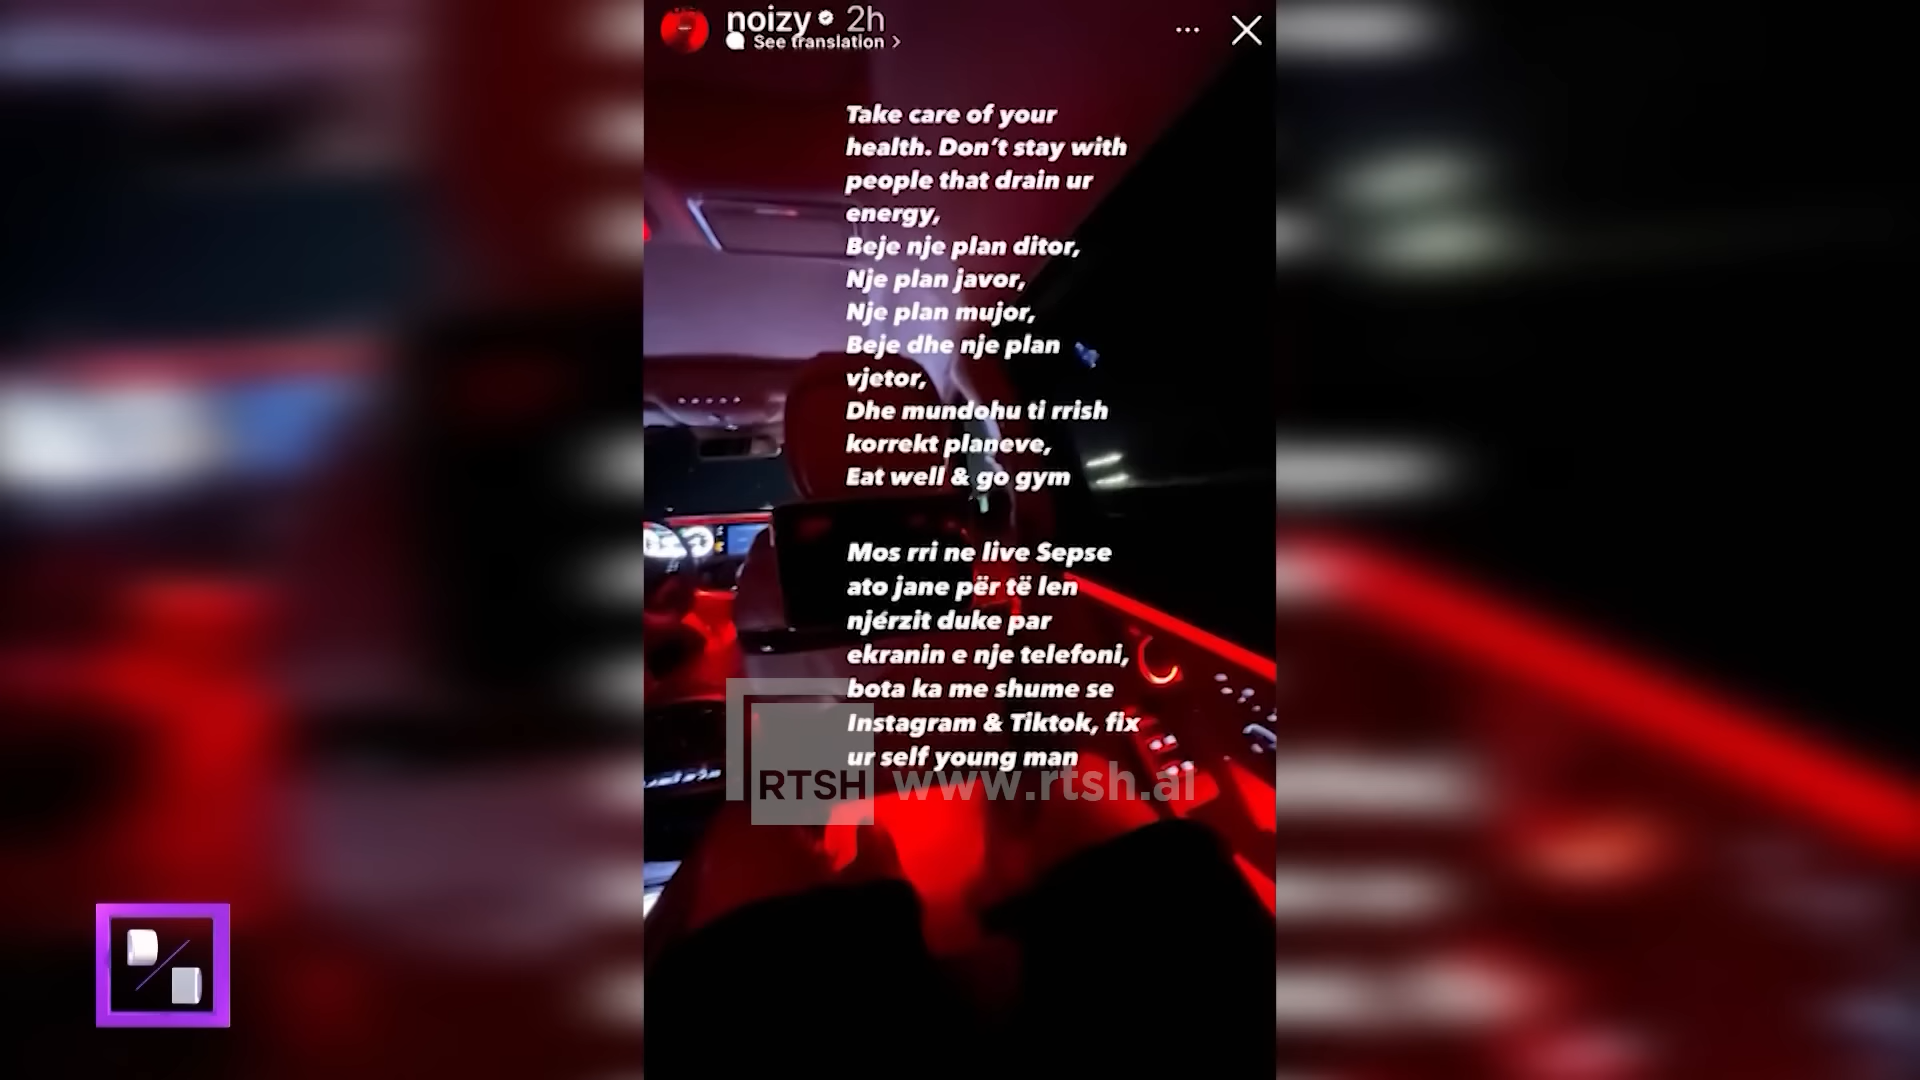 noizy 2h
See translation
Take care of your
health. Don't stay with
people that drain ur
energy,
Beje nje plan ditor,
Nje plan javor,
Nje plan mujor,
Beje dhe nje plan
vjetor,
Dhe mundohu ti rrish
korrekt planeve,
Eat well & go gym
Mos rri ne live Sepse
ato jane për të len
njérzit duke par
ekranin e nje telefoni,
bota ka me shume se
Instagram & Tiktok, fix
ur self young man
RTSH www.rtsh.al